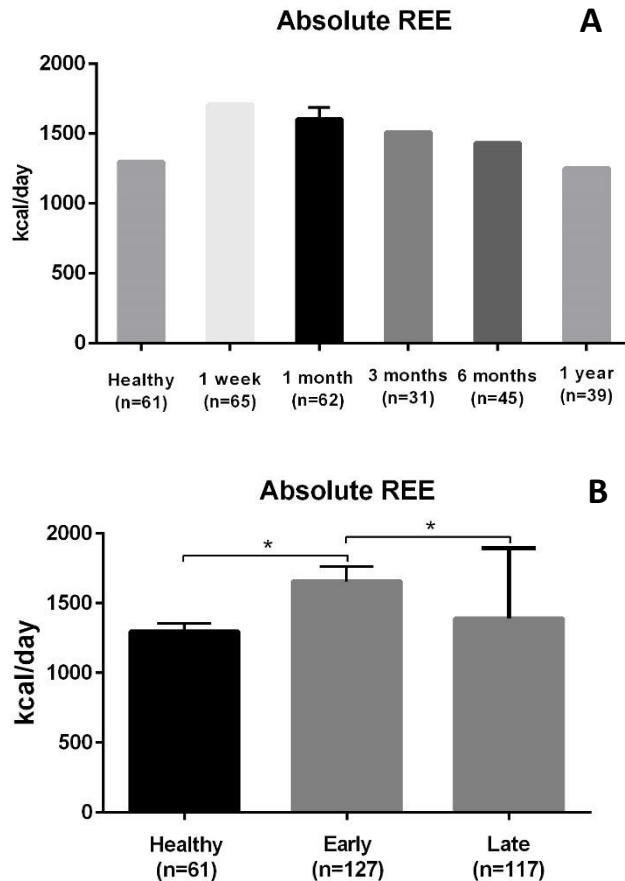 Absolute REE
A
kcal/day
2000
1500
1000
500
0
Healthy 1 week 1 month 3 months 6 months 1 year
(n=61) (n=65) (n=62) (n=31) (n=45) (n=39)
Absolute REE
B
kcal/day
2000
1500
1000
500
0
* *
Healthy Early Late
(n=61) (n=127) (n=117)